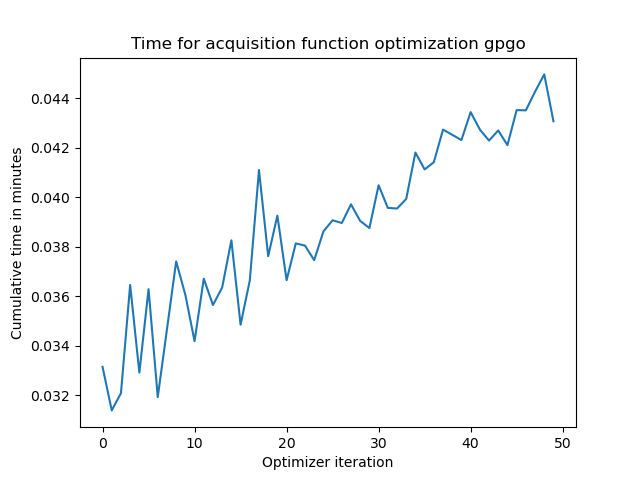 Time for acquisition function optimization gpgo
0.044
0.042
0.040
0.038
0.036
0.034
0.032
Cumulative time in minutes
0 10 20 30 40 50
Optimizer iteration